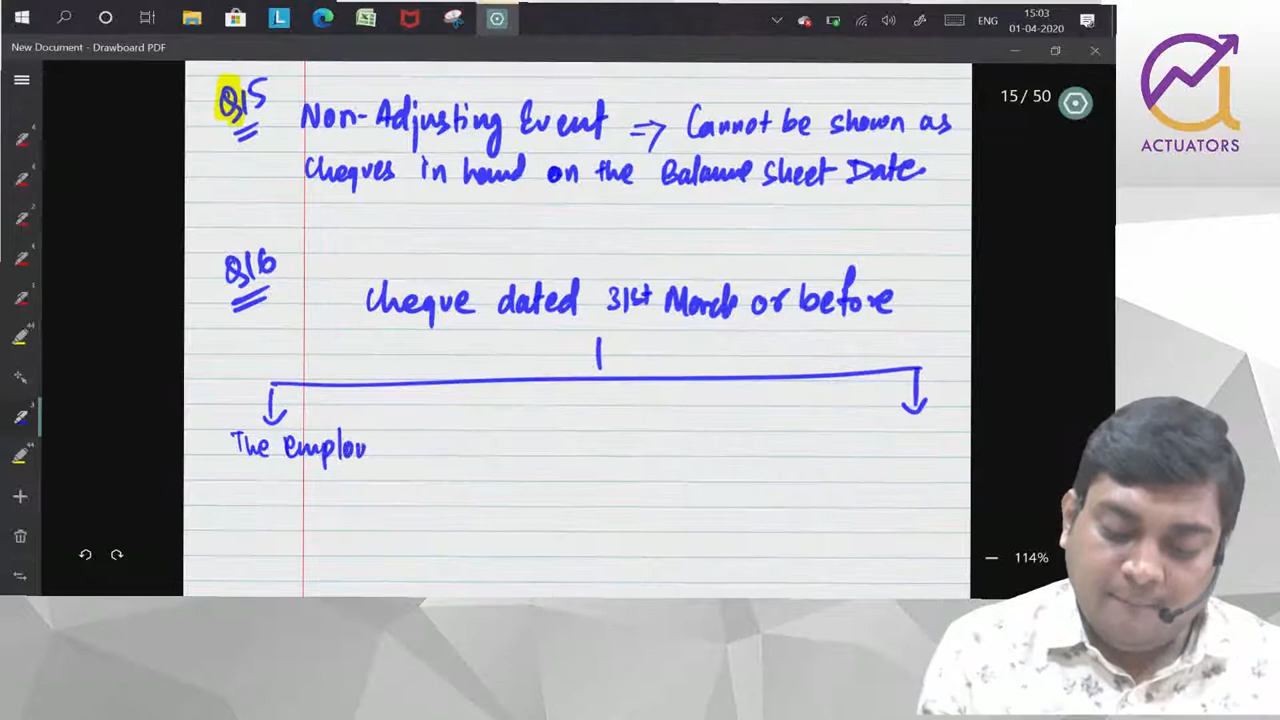 15:03
ENG
01-04-2020
New Document - Drawboard PDF
15 / 50
ACTUATORS
Q15
Non-Adjusting Event => Cannot be shown as
cheques in hand on the Balance Sheet Date.
Q16
Cheque dated 31st March or before
The employ
114%